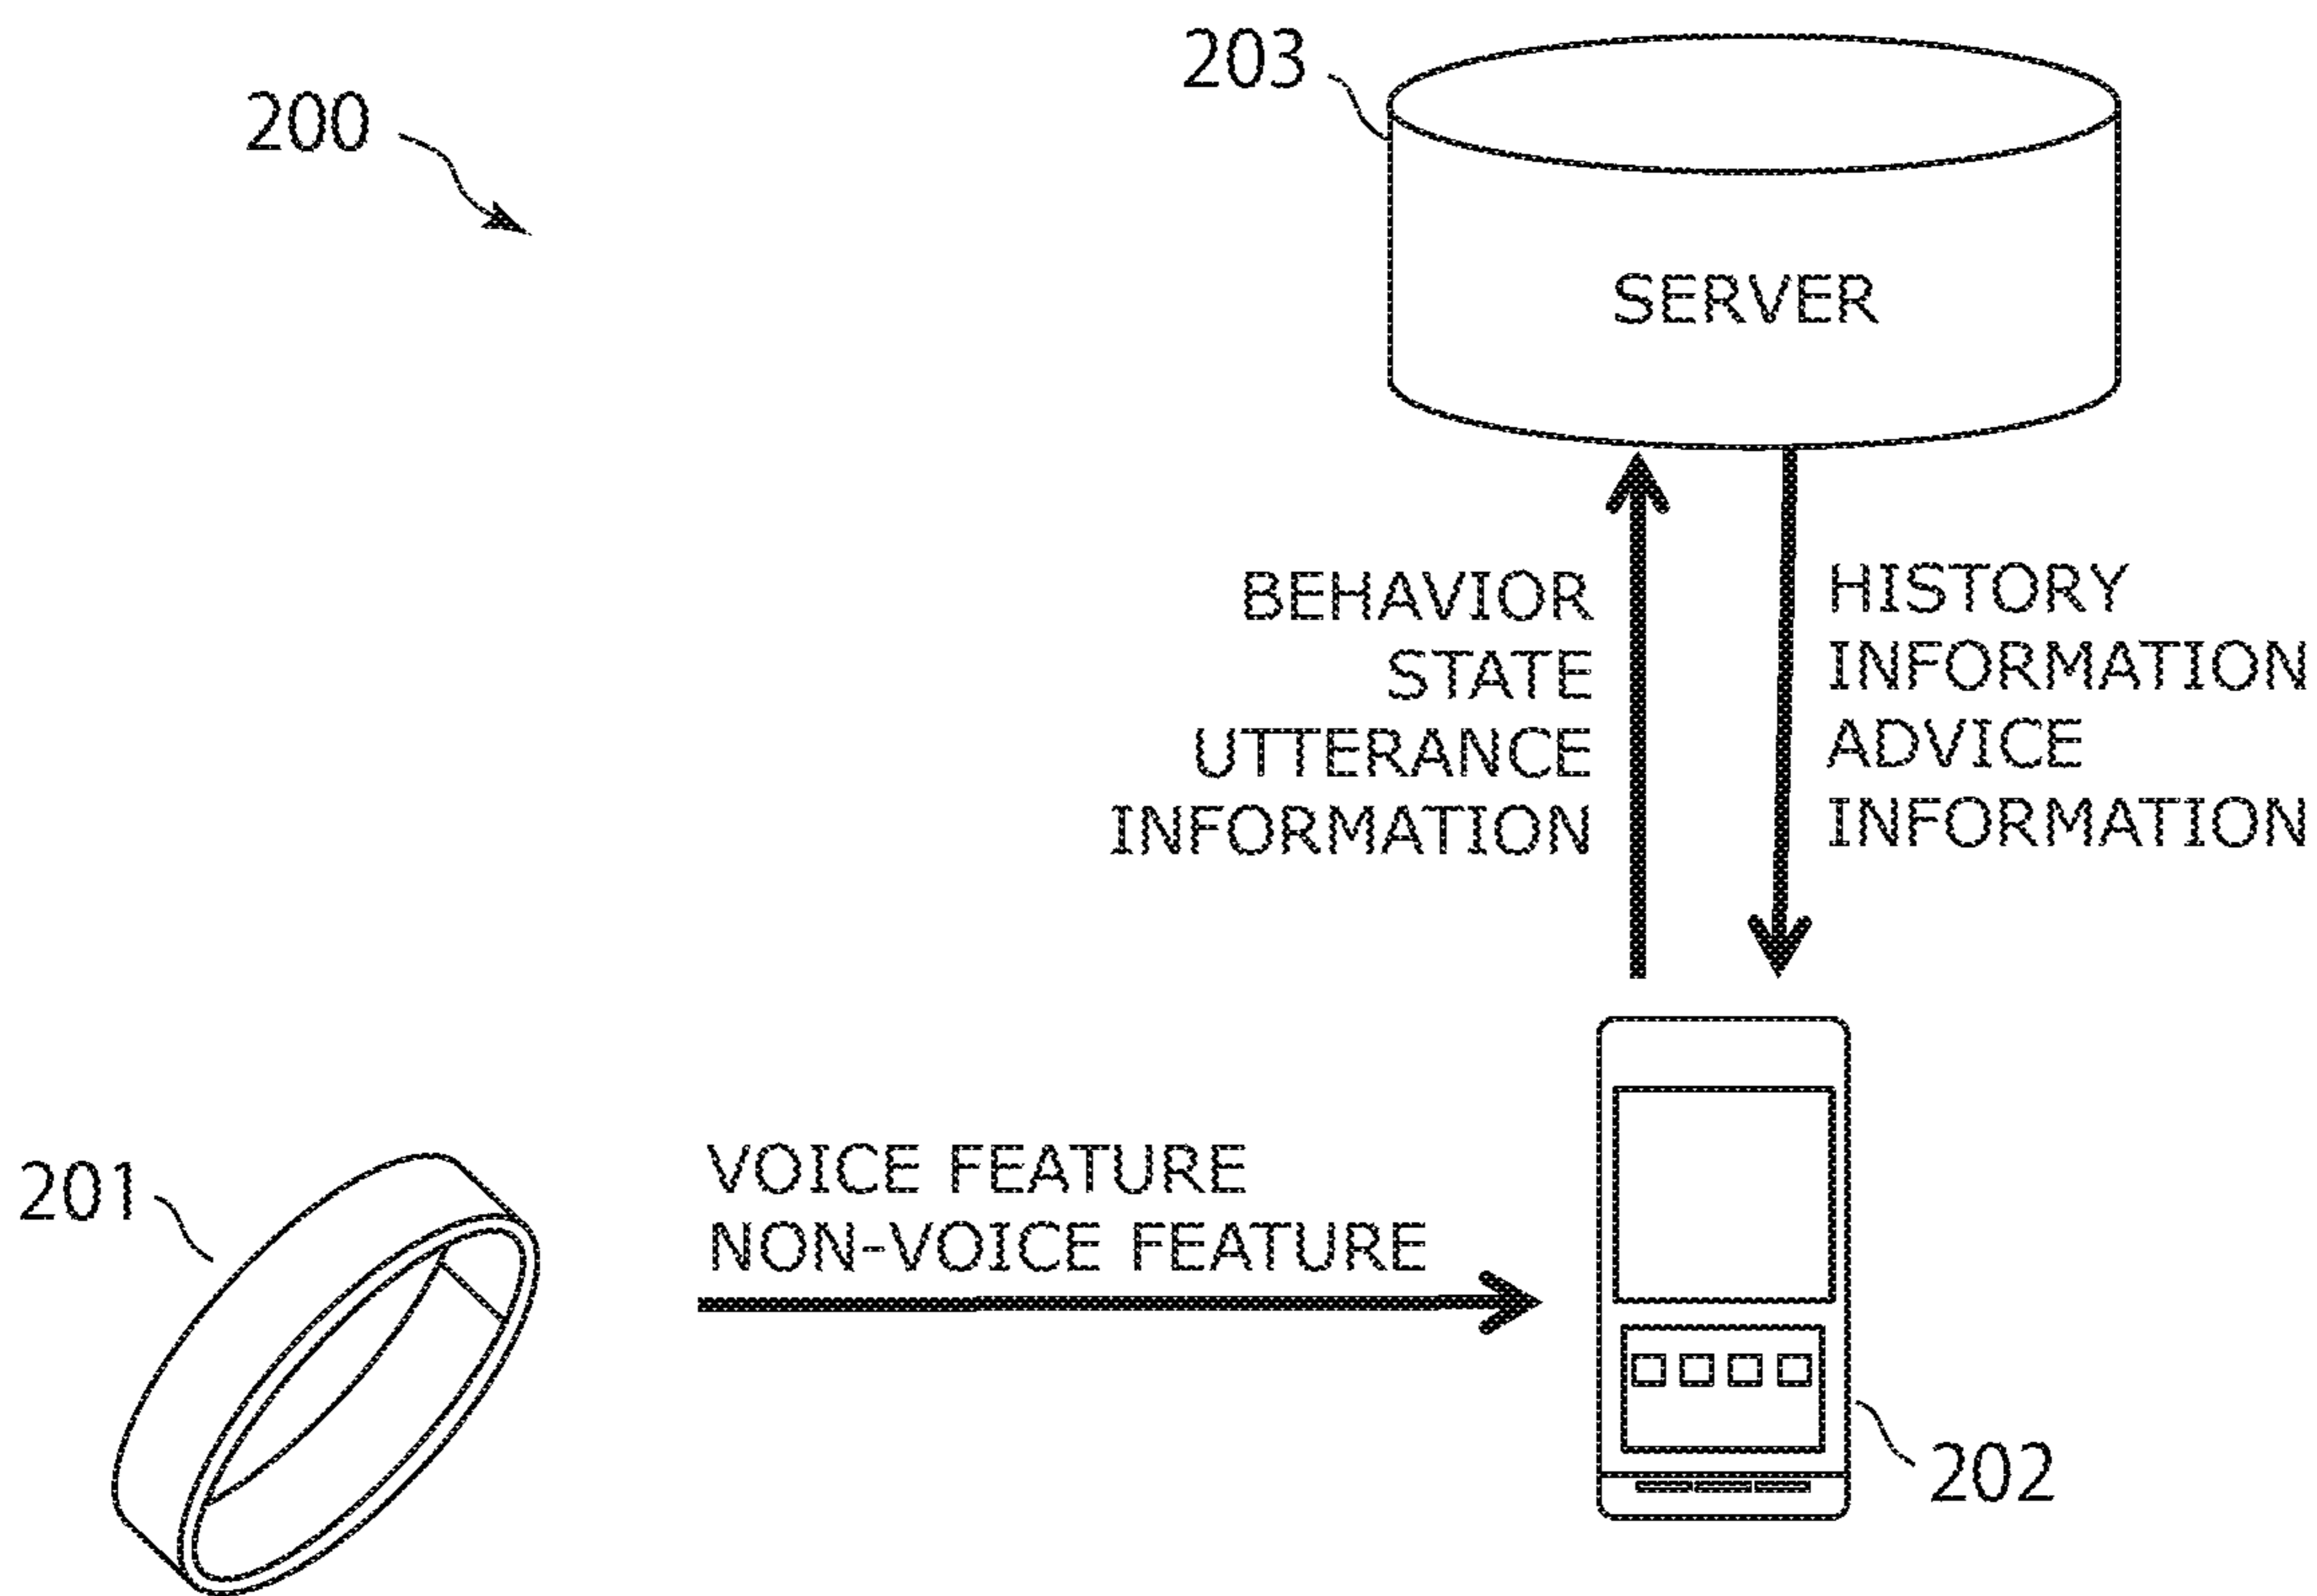 203
200
SERVER
BEHAVIOR
STATE
UTTERANCE
INFORMATION
HISTORY
INFORMATION
ADVICE
INFORMATION
201
VOICE FEATURE
NON-VOICE FEATURE
202